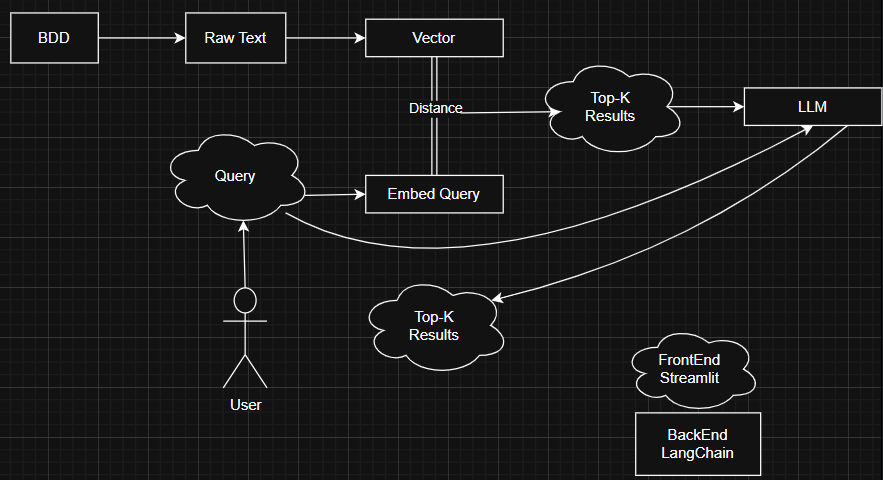 BDD
Raw Text
Vector
Distance
Top-K
Results
LLM
Query
Embed Query
Top-K
Results
User
FrontEnd
Streamlit
BackEnd
LangChain